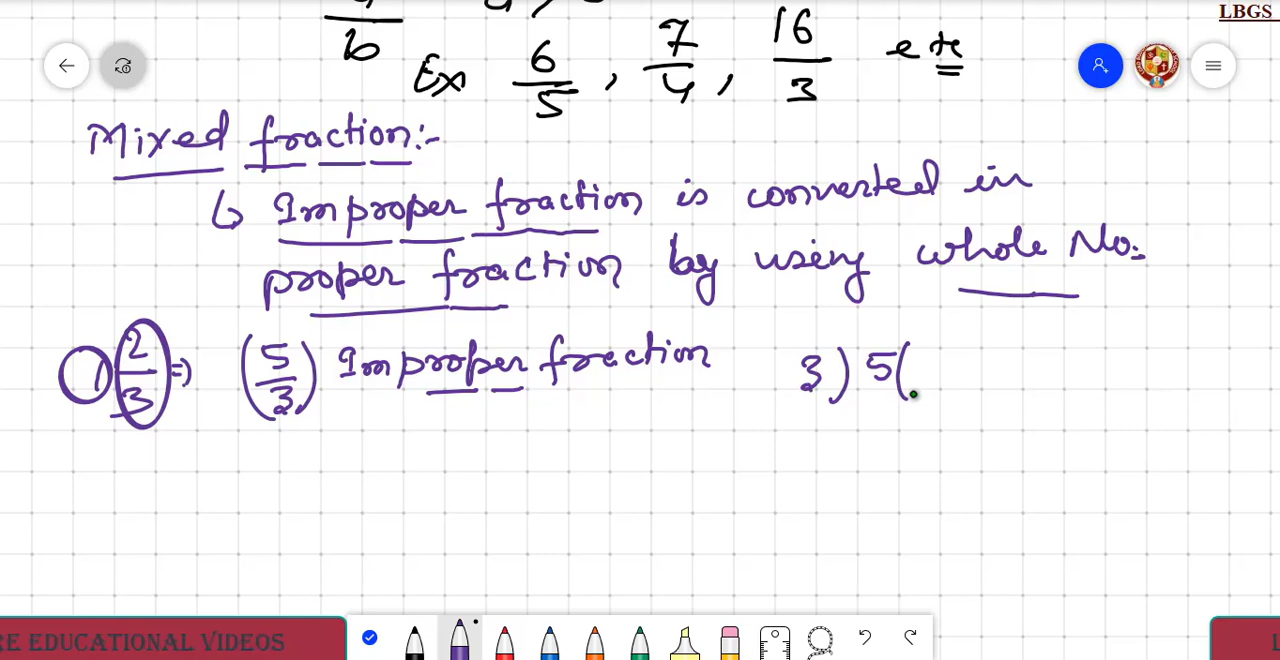 LBGS
b
Ex 6/5, 7/4, 16/3 etc
Mixed fraction:-
↳ Improper fraction is converted in
proper fraction by using whole No.
1 2/3 ⇒ (5/3) Improper fraction 3)5(
RE EDUCATIONAL VIDEOS
L